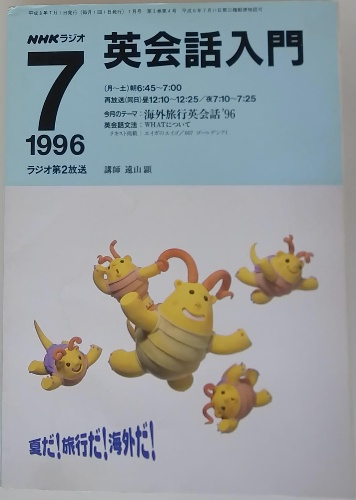 NHKラジオ
英会話入門
7
1996
ラジオ第2放送
(月〜土)朝6:45〜7:00
再放送(同日)昼12:10〜12:25/夜7:10〜7:25
今月のテーマ:海外旅行英会話'96
英会話文法:WHATについて
講師 遠山 顕
夏だ!旅行だ!海外だ!